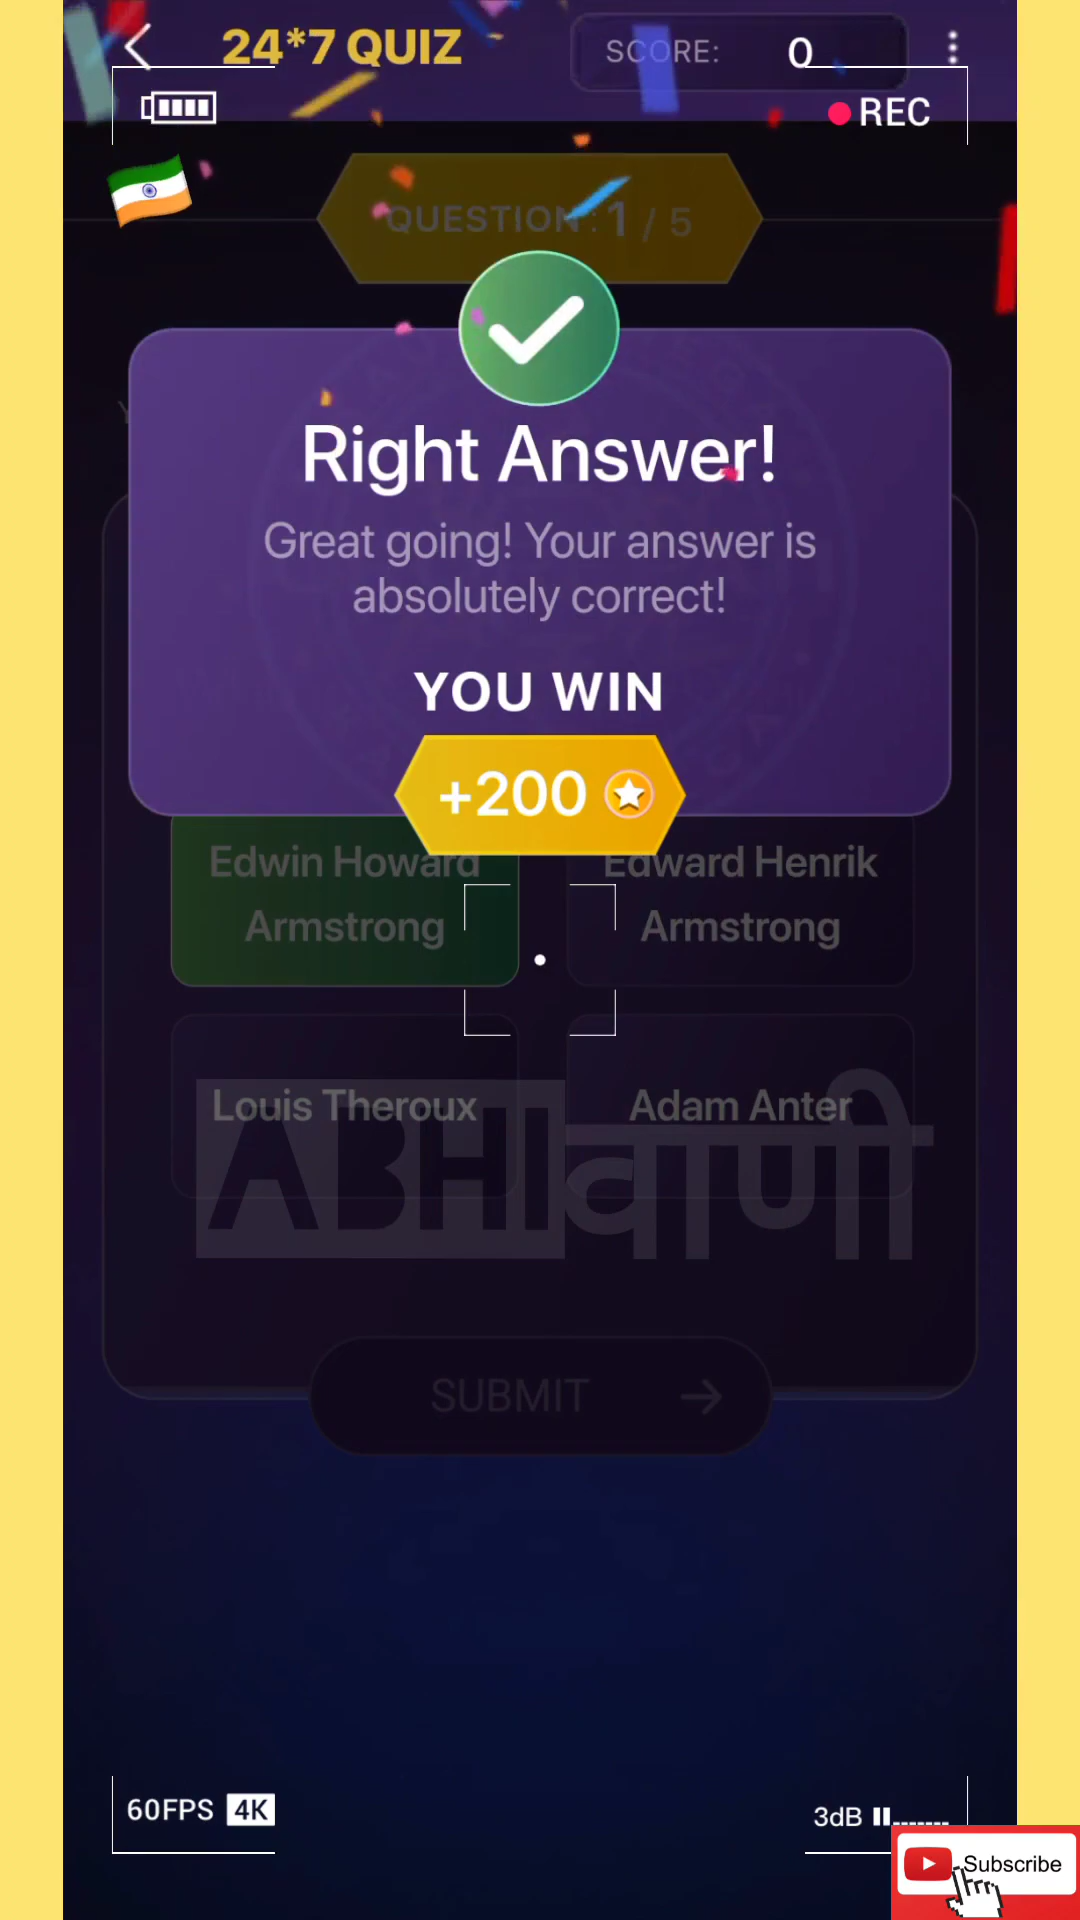 24*7 QUIZ
SCORE: 0
REC
QUESTION: 1 / 5
Right Answer!
Great going! Your answer is
absolutely correct!
YOU WIN
+200
Edwin Howard
Armstrong
Edward Henrik
Armstrong
Louis Theroux
Adam Anter
ABHIवाणी
SUBMIT
60FPS 4K
3dB
Subscribe